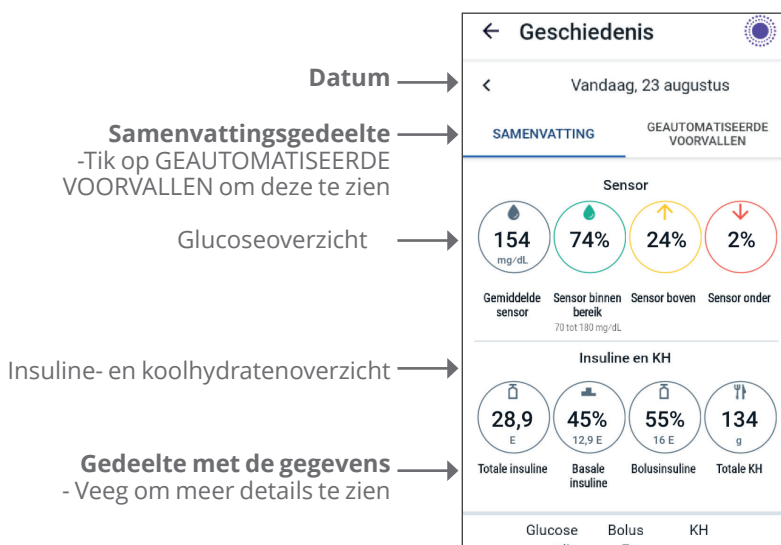 Datum
Samenvattingsgedeelte
-Tik op GEAUTOMATISEERDE
VOORVALLEN om deze te zien
Glucoseoverzicht
Insuline- en koolhydratenoverzicht
Gedeelte met de gegevens
- Veeg om meer details te zien
Geschiedenis
Vandaag, 23 augustus
SAMENVATTING
GEAUTOMATISEERDE
VOORVALLEN
Sensor
154
mg/dL
74%
24%
2%
Gemiddelde
sensor
Sensor binnen
bereik
70 tot 180 mg/dL
Sensor boven
Sensor onder
Insuline en KH
28,9
E
45%
12,9 E
55%
16 E
134
g
Totale insuline
Basale
insuline
Bolusinsuline
Totale KH
Glucose Bolus KH